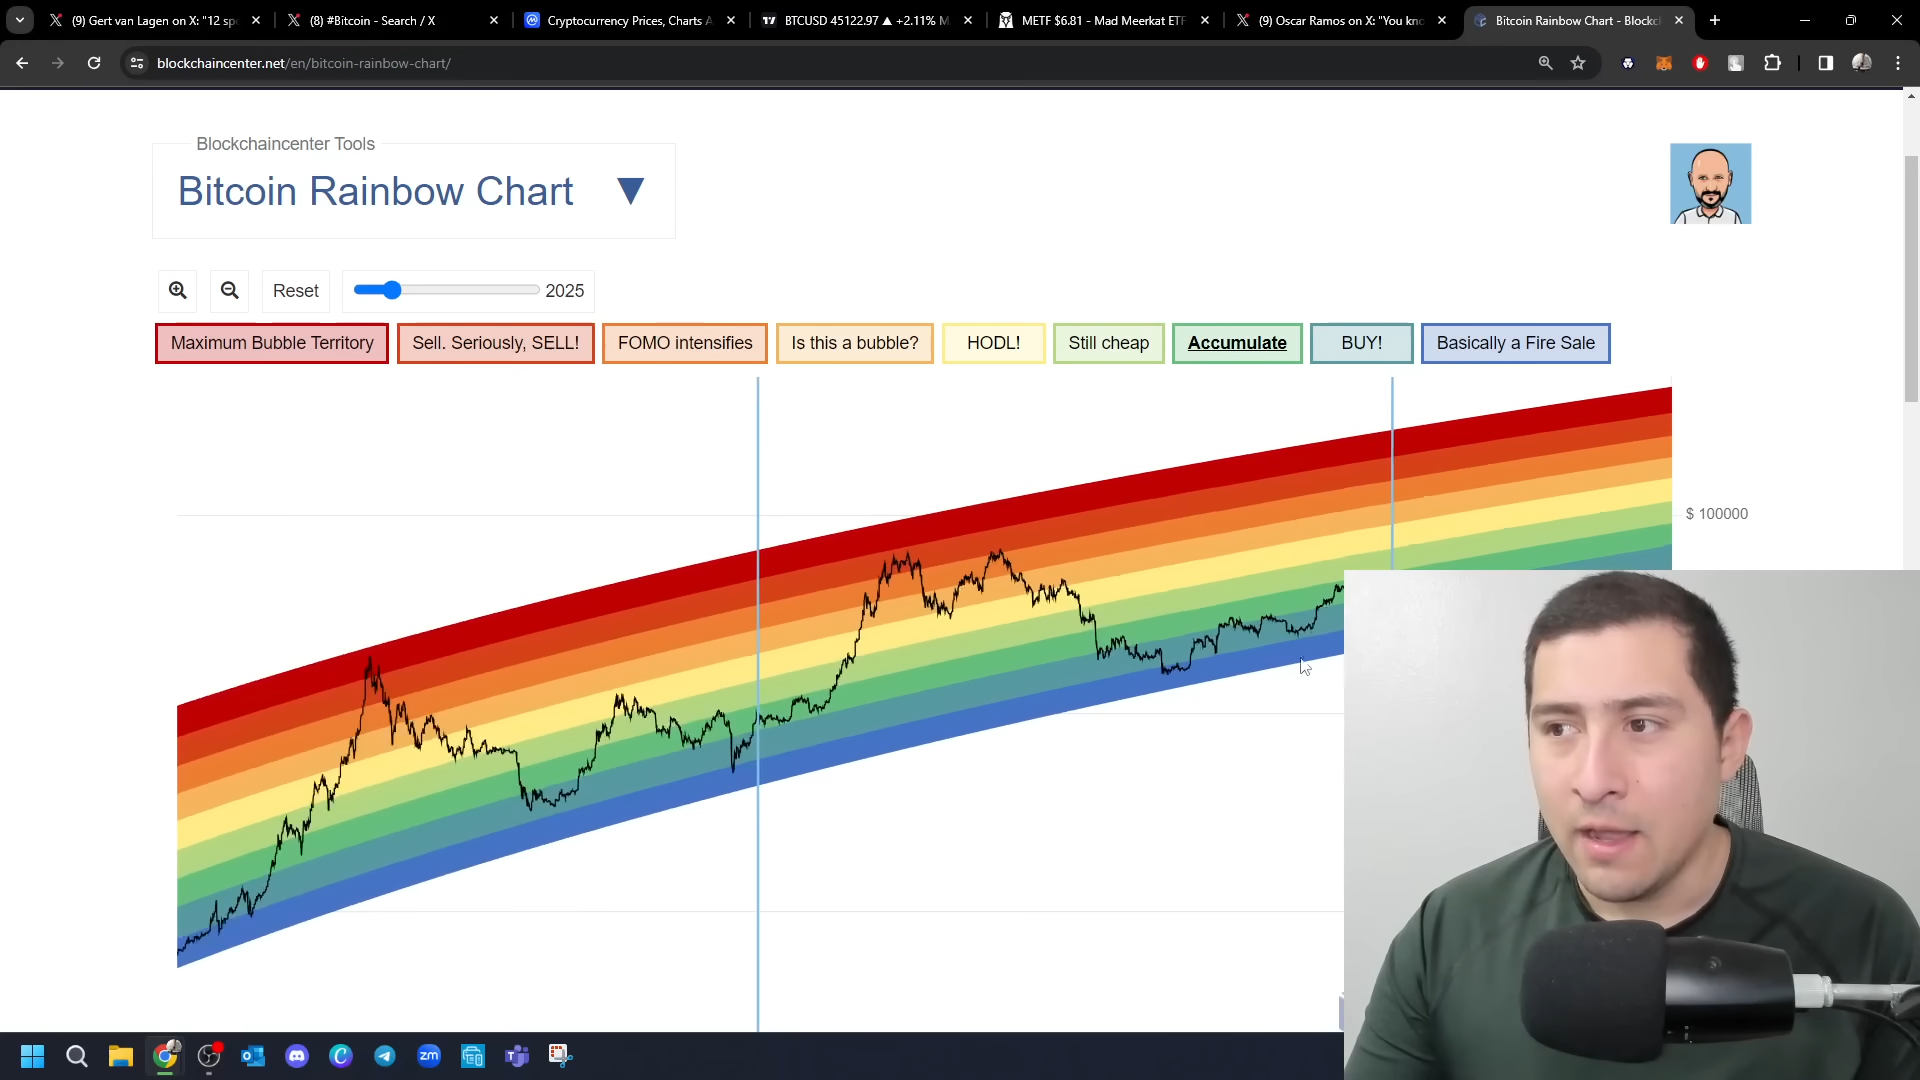 (9) Gert van Lagen on X: "12 sp
(8) #Bitcoin - Search / X
Cryptocurrency Prices, Charts A
BTCUSD 45122.97 ▲ +2.11% M
METF $6.81 - Mad Meerkat ETF
(9) Oscar Ramos on X: "You kno
Bitcoin Rainbow Chart - Blockc
blockchaincenter.net/en/bitcoin-rainbow-chart/
Blockchaincenter Tools
Bitcoin Rainbow Chart ▼
Reset
2025
Maximum Bubble Territory
Sell. Seriously, SELL!
FOMO intensifies
Is this a bubble?
HODL!
Still cheap
Accumulate
BUY!
Basically a Fire Sale
$ 100000
zm